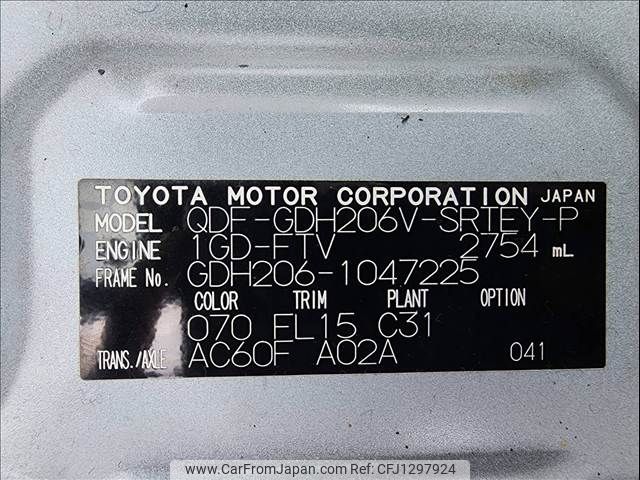 TOYOTA MOTOR CORPORATION JAPAN
MODEL QDF-GDH206V-SRTEY-P
ENGINE 1GD-FTV 2754 mL
FRAME No. GDH206-1047225
COLOR TRIM PLANT OPTION
070 FL15 C31
TRANS./AXLE AC60F A02A 041
www.CarFromJapan.com Ref:CFJ1297924